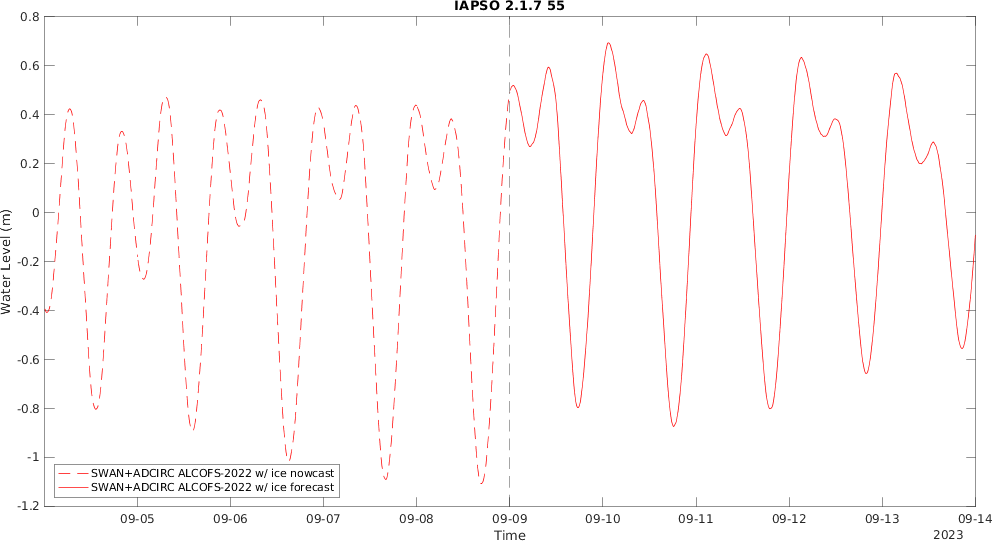 IAPSO 2.1.7 55
0.8
0.6
0.4
0.2
0
-0.2
-0.4
-0.6
-0.8
-1
-1.2
Water Level (m)
SWAN+ADCIRC ALCOFS-2022 w/ ice nowcast
SWAN+ADCIRC ALCOFS-2022 w/ ice forecast
09-05 09-06 09-07 09-08 09-09 09-10 09-11 09-12 09-13 09-14
Time
2023